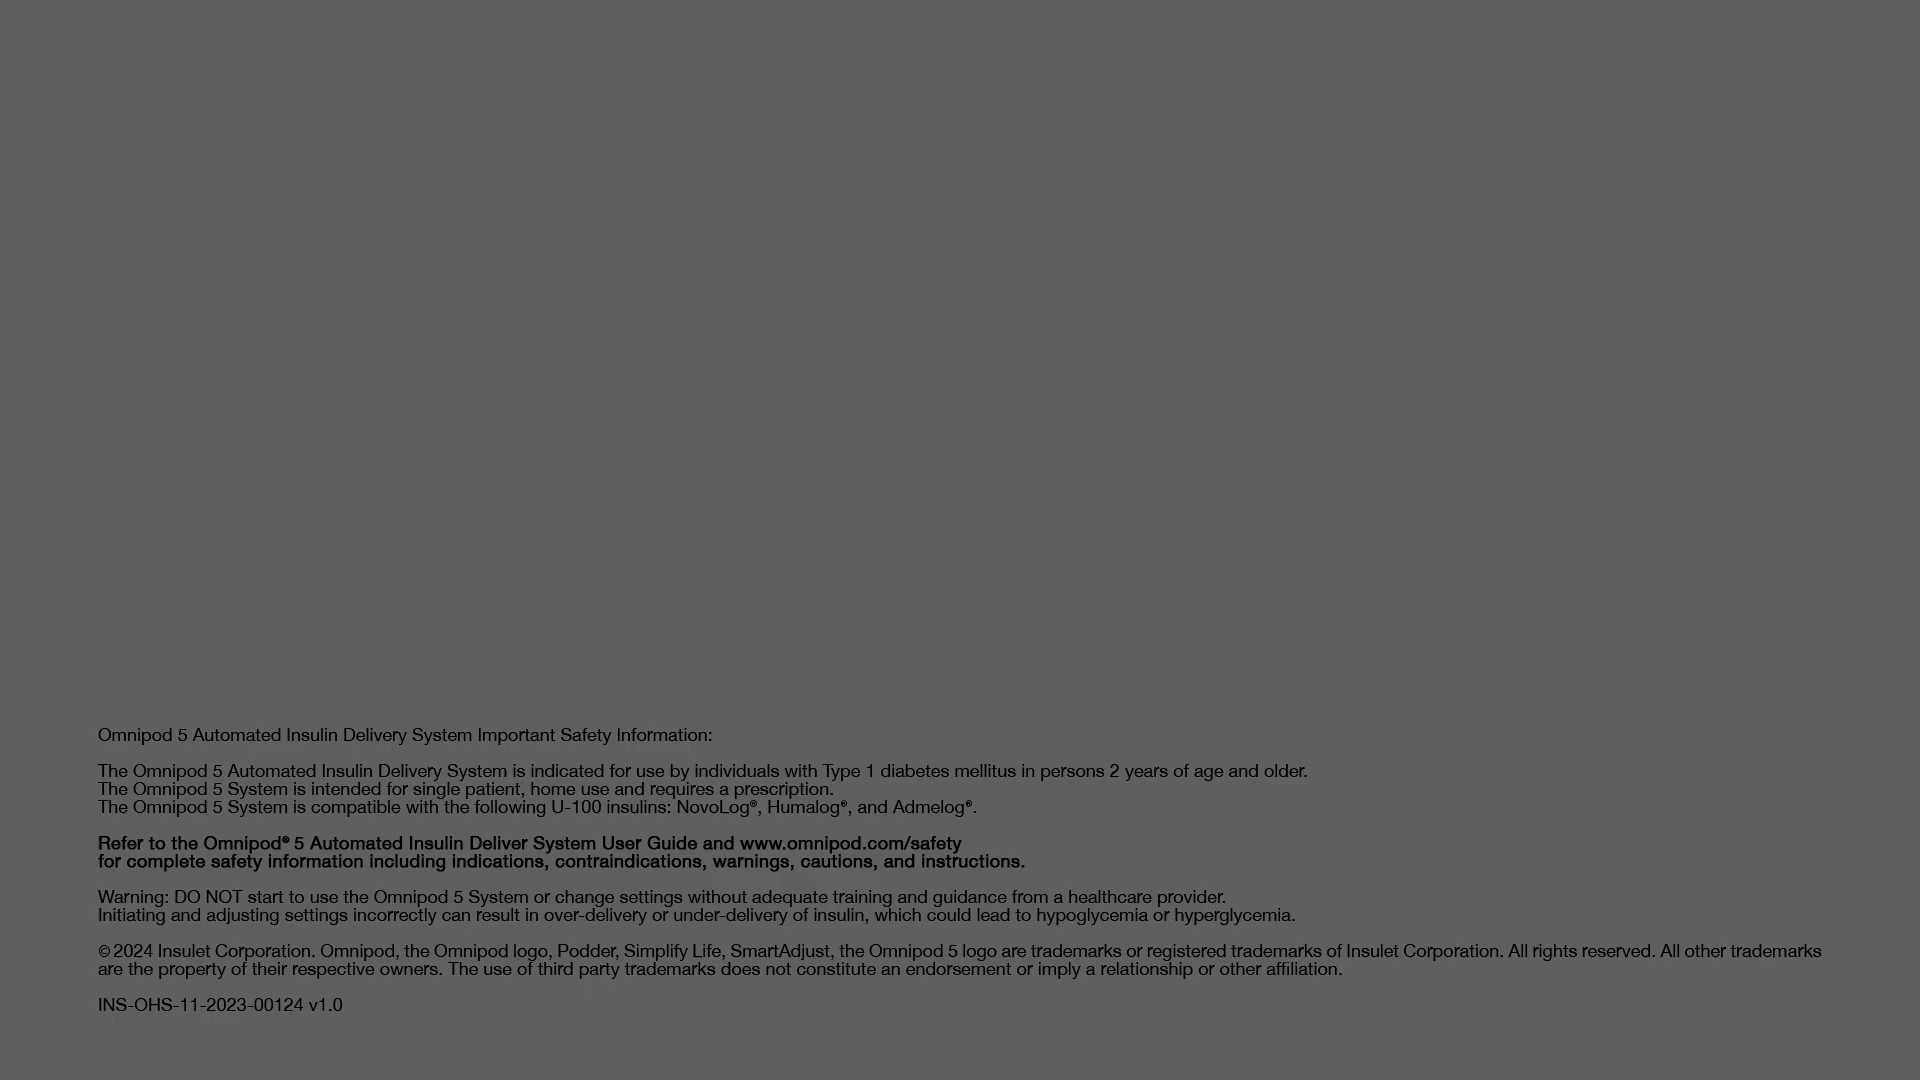 Omnipod 5 Automated Insulin Delivery System Important Safety Information:
The Omnipod 5 Automated Insulin Delivery System is indicated for use by individuals with Type 1 diabetes mellitus in persons 2 years of age and older.
The Omnipod 5 System is intended for single patient, home use and requires a prescription.
The Omnipod 5 System is compatible with the following U-100 insulins: NovoLog®, Humalog®, and Admelog®.
Refer to the Omnipod® 5 Automated Insulin Deliver System User Guide and www.omnipod.com/safety
for complete safety information including indications, contraindications, warnings, cautions, and instructions.
Warning: DO NOT start to use the Omnipod 5 System or change settings without adequate training and guidance from a healthcare provider.
Initiating and adjusting settings incorrectly can result in over-delivery or under-delivery of insulin, which could lead to hypoglycemia or hyperglycemia.
© 2024 Insulet Corporation. Omnipod, the Omnipod logo, Podder, Simplify Life, SmartAdjust, the Omnipod 5 logo are trademarks or registered trademarks of Insulet Corporation. All rights reserved. All other trademarks
are the property of their respective owners. The use of third party trademarks does not constitute an endorsement or imply a relationship or other affiliation.
INS-OHS-11-2023-00124 v1.0